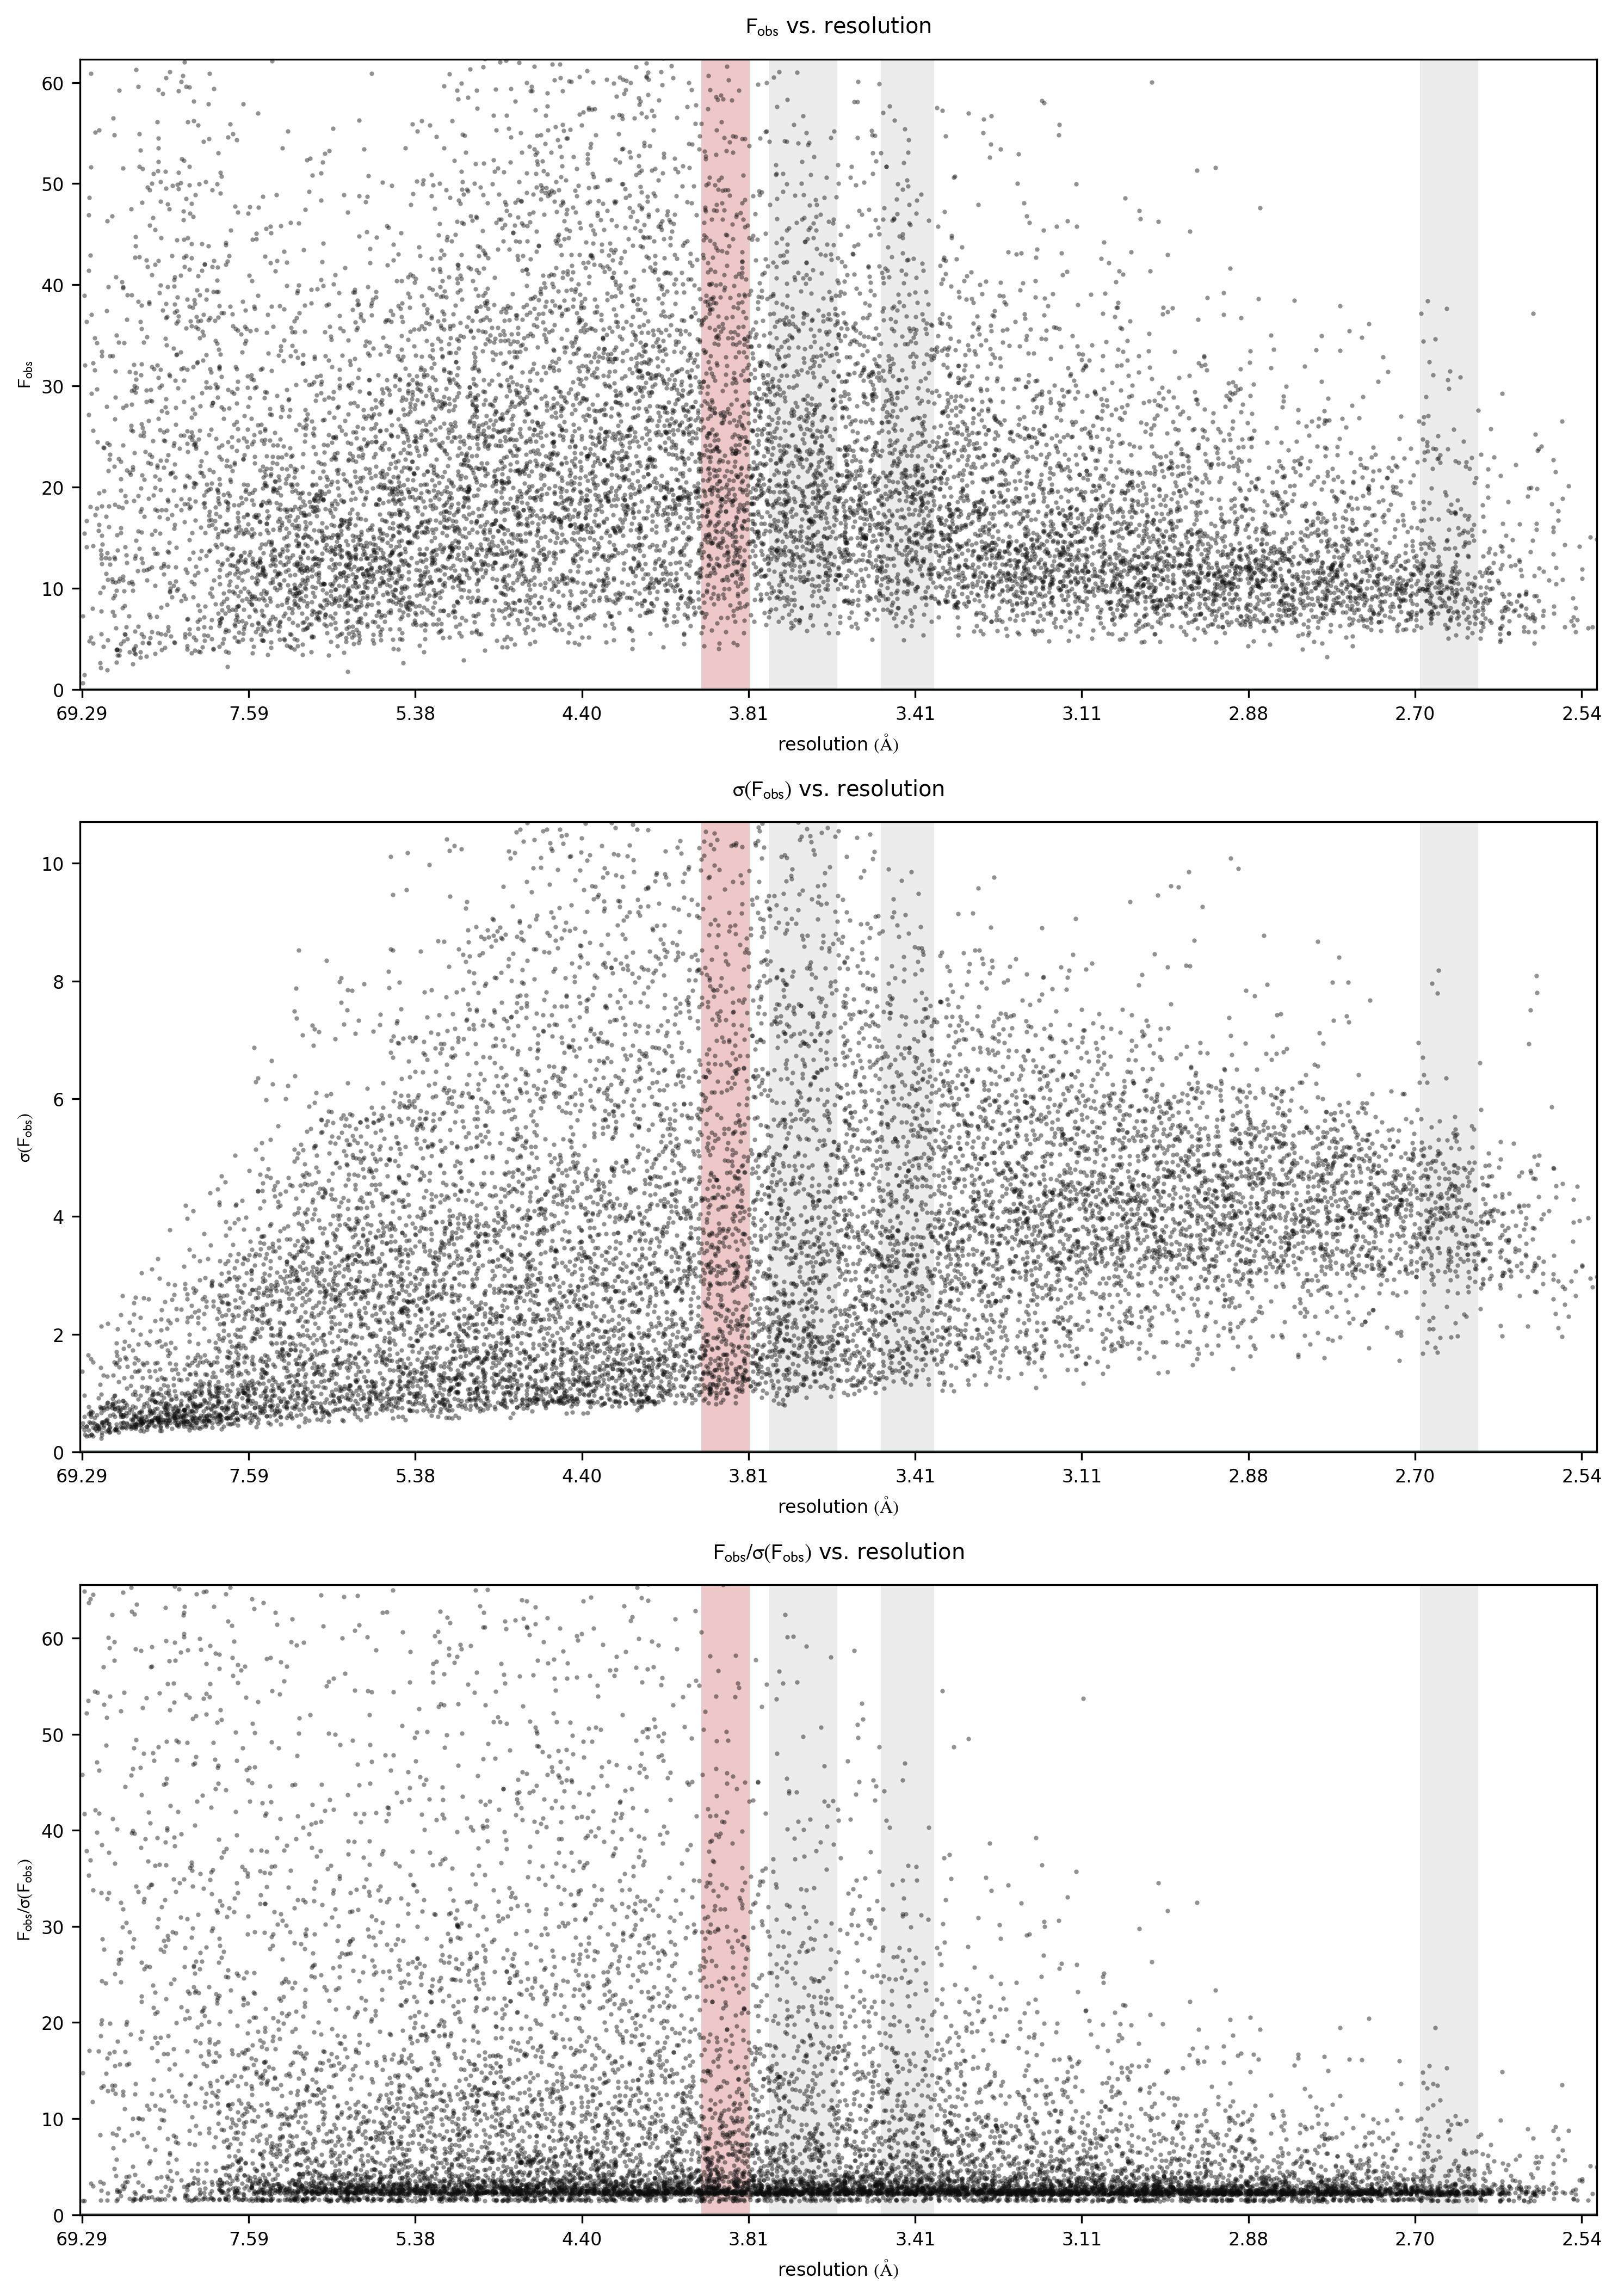 Fobs vs. resolution
60
50
40
30
20
10
0
Fobs
69.29 7.59 5.38 4.40 3.81 3.41 3.11 2.88 2.70 2.54
resolution (Å)
σ(Fobs) vs. resolution
10
8
6
4
2
0
σ(Fobs)
69.29 7.59 5.38 4.40 3.81 3.41 3.11 2.88 2.70 2.54
resolution (Å)
Fobs/σ(Fobs) vs. resolution
60
50
40
30
20
10
0
Fobs/σ(Fobs)
69.29 7.59 5.38 4.40 3.81 3.41 3.11 2.88 2.70 2.54
resolution (Å)